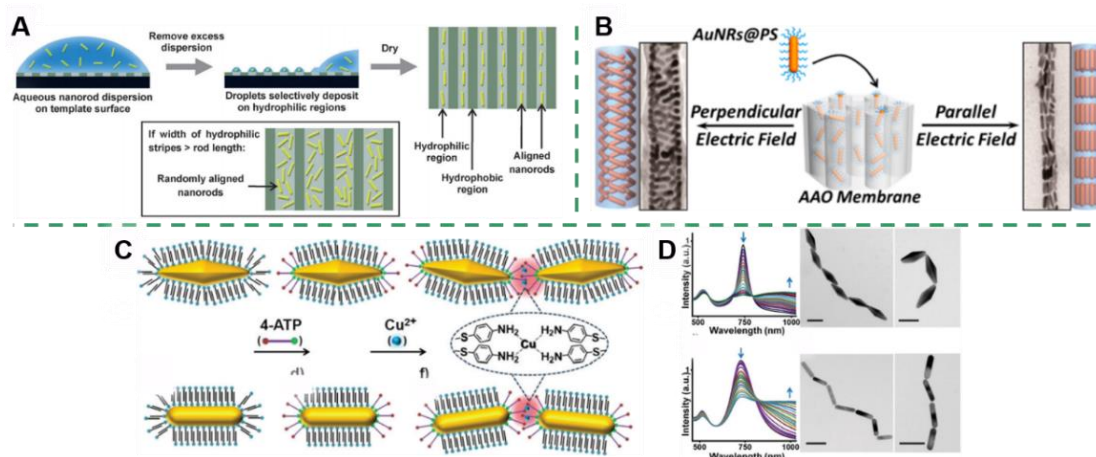 A
Remove excess
dispersion
Dry
Aqueous nanorod dispersion
on template surface
Droplets selectively deposit
on hydrophilic regions
If width of hydrophilic
stripes > rod length:
Randomly aligned
nanorods
Hydrophilic
region
Hydrophobic
region
Aligned
nanorods
B
AuNRs@PS
Perpendicular
Electric Field
Parallel
Electric Field
AAO Membrane
C
4-ATP
Cu2+
S NH2 H2N S
S NH2 Cu H2N S
d)
f)
D
Intensity (a.u.)
1
500 750 1000
Wavelength (nm)
Intensity (a.u.)
1
500 750 1000
Wavelength (nm)